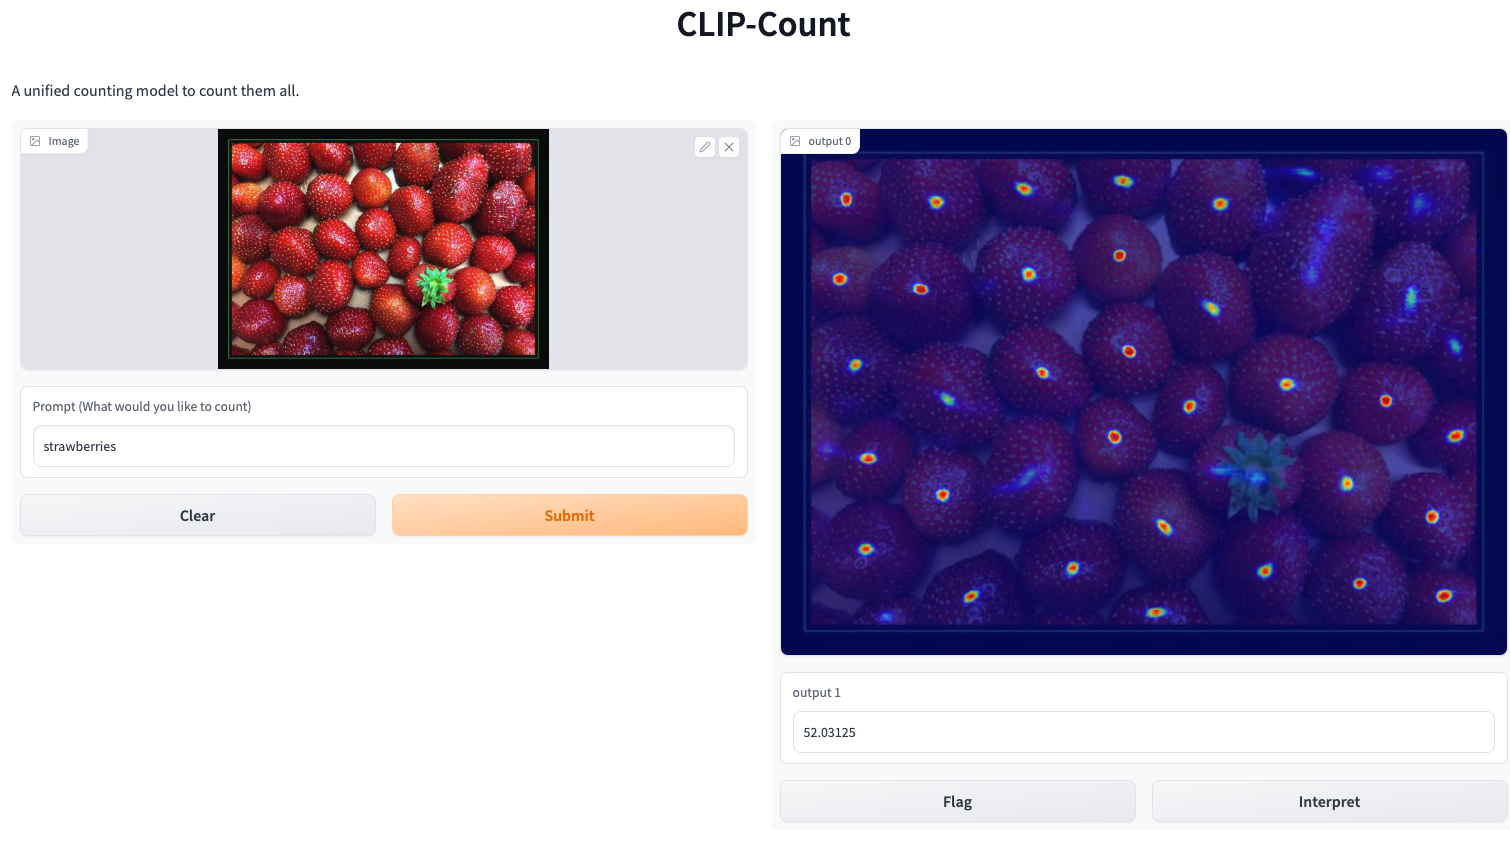 CLIP-Count
A unified counting model to count them all.
Image
Prompt (What would you like to count)
strawberries
Clear
Submit
output 0
output 1
52.03125
Flag
Interpret